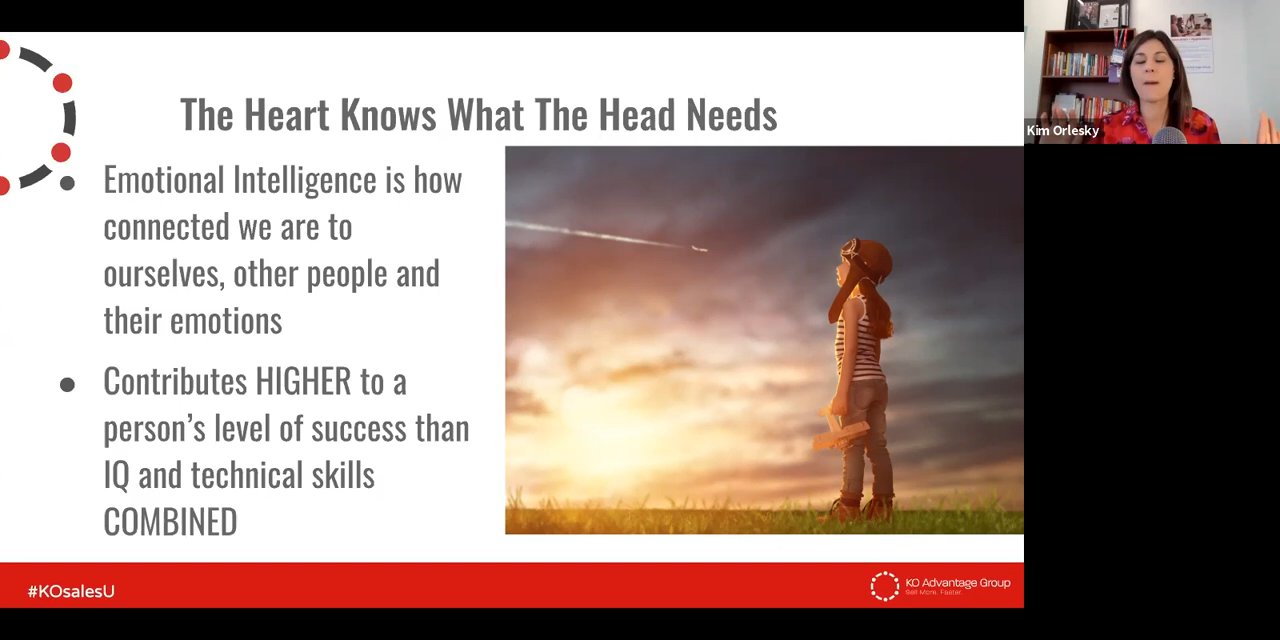 The Heart Knows What The Head Needs
Emotional Intelligence is how
connected we are to
ourselves, other people and
their emotions
Contributes HIGHER to a
person's level of success than
IQ and technical skills
COMBINED
#KOsalesU
KO Advantage Group
Sell More. Faster.
Kim Orlesky